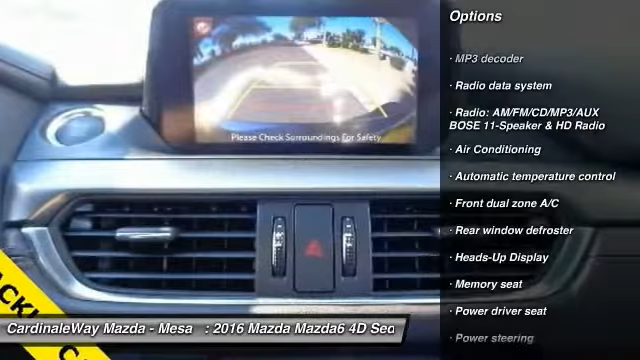 Options
· MP3 decoder
· Radio data system
· Radio: AM/FM/CD/MP3/AUX
BOSE 11-Speaker & HD Radio
· Air Conditioning
· Automatic temperature control
· Front dual zone A/C
· Rear window defroster
· Heads-Up Display
· Memory seat
· Power driver seat
· Power steering
Please Check Surroundings For Safety
CardinaleWay Mazda - Mesa : 2016 Mazda Mazda6 4D Sed